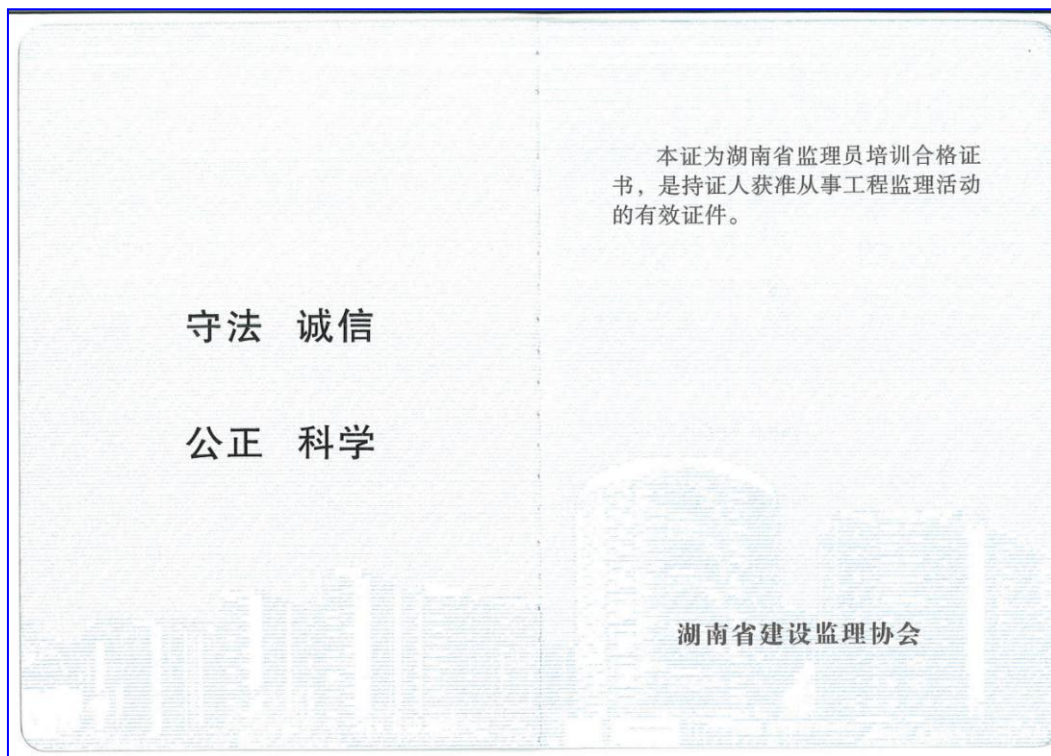 守法 诚信
公正 科学
本证为湖南省监理员培训合格证
书，是持证人获准从事工程监理活动
的有效证件。
湖南省建设监理协会